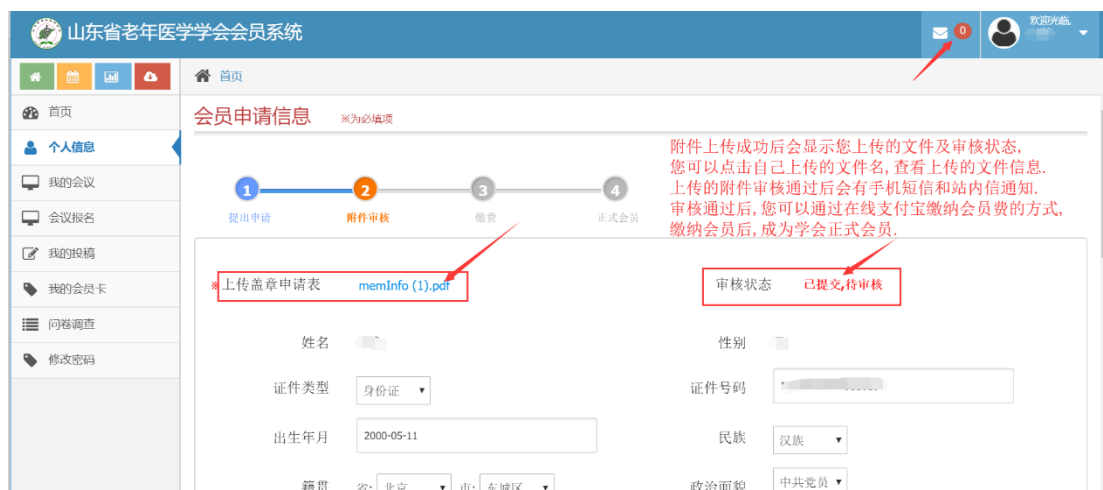 山东省老年医学学会会员系统
0
欢迎光临,
首页
首页
个人信息
我的会议
会议报名
我的投稿
我的会员卡
问卷调查
修改密码
会员申请信息 ※为必填项
附件上传成功后会显示您上传的文件及审核状态,
您可以点击自己上传的文件名,查看上传的文件信息.
上传的附件审核通过后会有手机短信和站内信通知.
审核通过后,您可以通过在线支付宝缴纳会员费的方式,
缴纳会员后,成为学会正式会员.
1 2 3 4
提出申请 附件审核 缴费 正式会员
※上传盖章申请表 memInfo (1).pdf 审核状态 已提交,待审核
姓名 性别
证件类型 身份证 证件号码
出生年月 2000-05-11 民族 汉族
籍贯 省: 北京 市: 东城区 政治面貌 中共党员